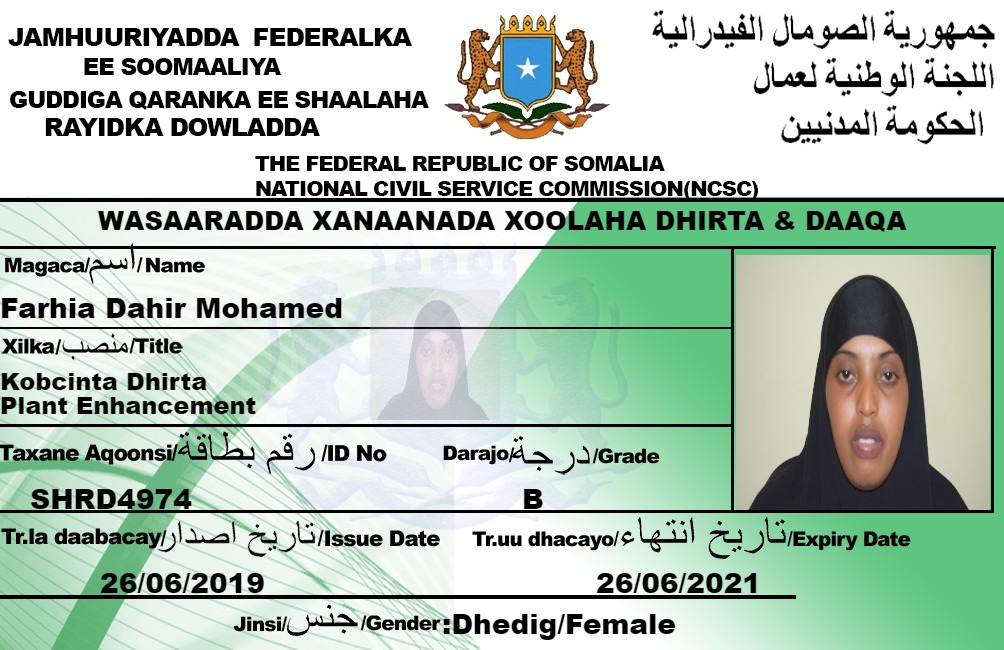 JAMHUURIYADDA FEDERALKA
EE SOOMAALIYA
GUDDIGA QARANKA EE SHAALAHA
RAYIDKA DOWLADDA
جمهورية الصومال الفيدرالية
اللجنة الوطنية لعمال
الحكومة المدنيين
THE FEDERAL REPUBLIC OF SOMALIA
NATIONAL CIVIL SERVICE COMMISSION(NCSC)
WASAARADDA XANAANADA XOOLAHA DHIRTA & DAAQA
Magaca/اسم/Name
Farhia Dahir Mohamed
Xilka/منصب/Title
Kobcinta Dhirta
Plant Enhancement
Taxane Aqoonsi/رقم بطاقة/ID No Darajo/درجة/Grade
SHRD4974 B
Tr.la daabacay/تاريخ اصدار/Issue Date Tr.uu dhacayo/تاريخ انتهاء/Expiry Date
26/06/2019 26/06/2021
Jinsi/جنس/Gender:Dhedig/Female